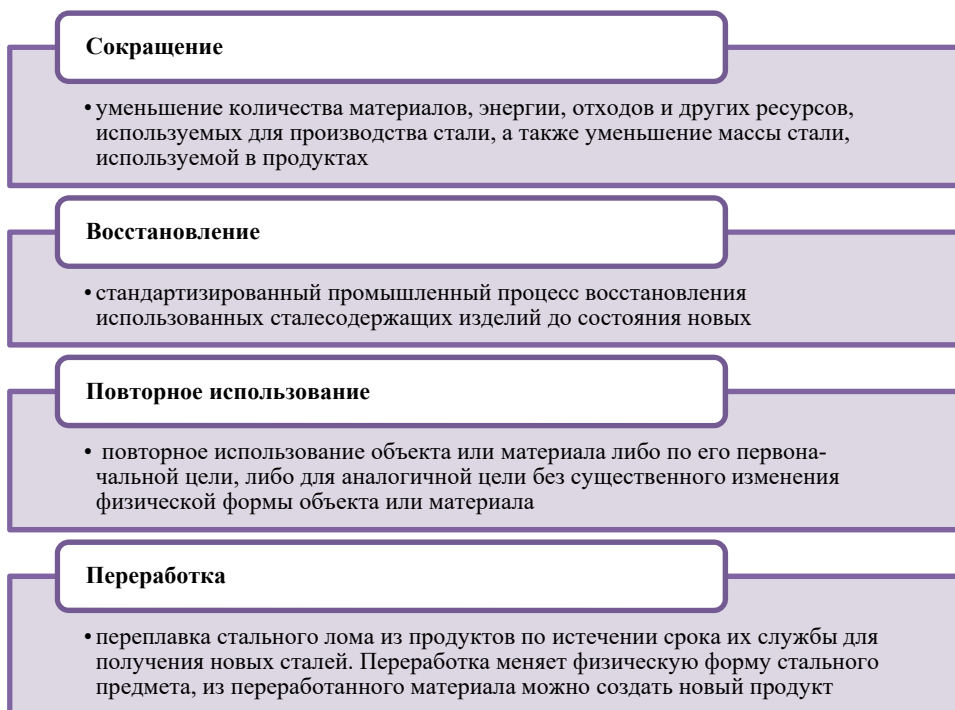 Сокращение
• уменьшение количества материалов, энергии, отходов и других ресурсов,
используемых для производства стали, а также уменьшение массы стали,
используемой в продуктах
Восстановление
• стандартизированный промышленный процесс восстановления
использованных сталесодержащих изделий до состояния новых
Повторное использование
• повторное использование объекта или материала либо по его первона-
чальной цели, либо для аналогичной цели без существенного изменения
физической формы объекта или материала
Переработка
• переплавка стального лома из продуктов по истечении срока их службы для
получения новых сталей. Переработка меняет физическую форму стального
предмета, из переработанного материала можно создать новый продукт